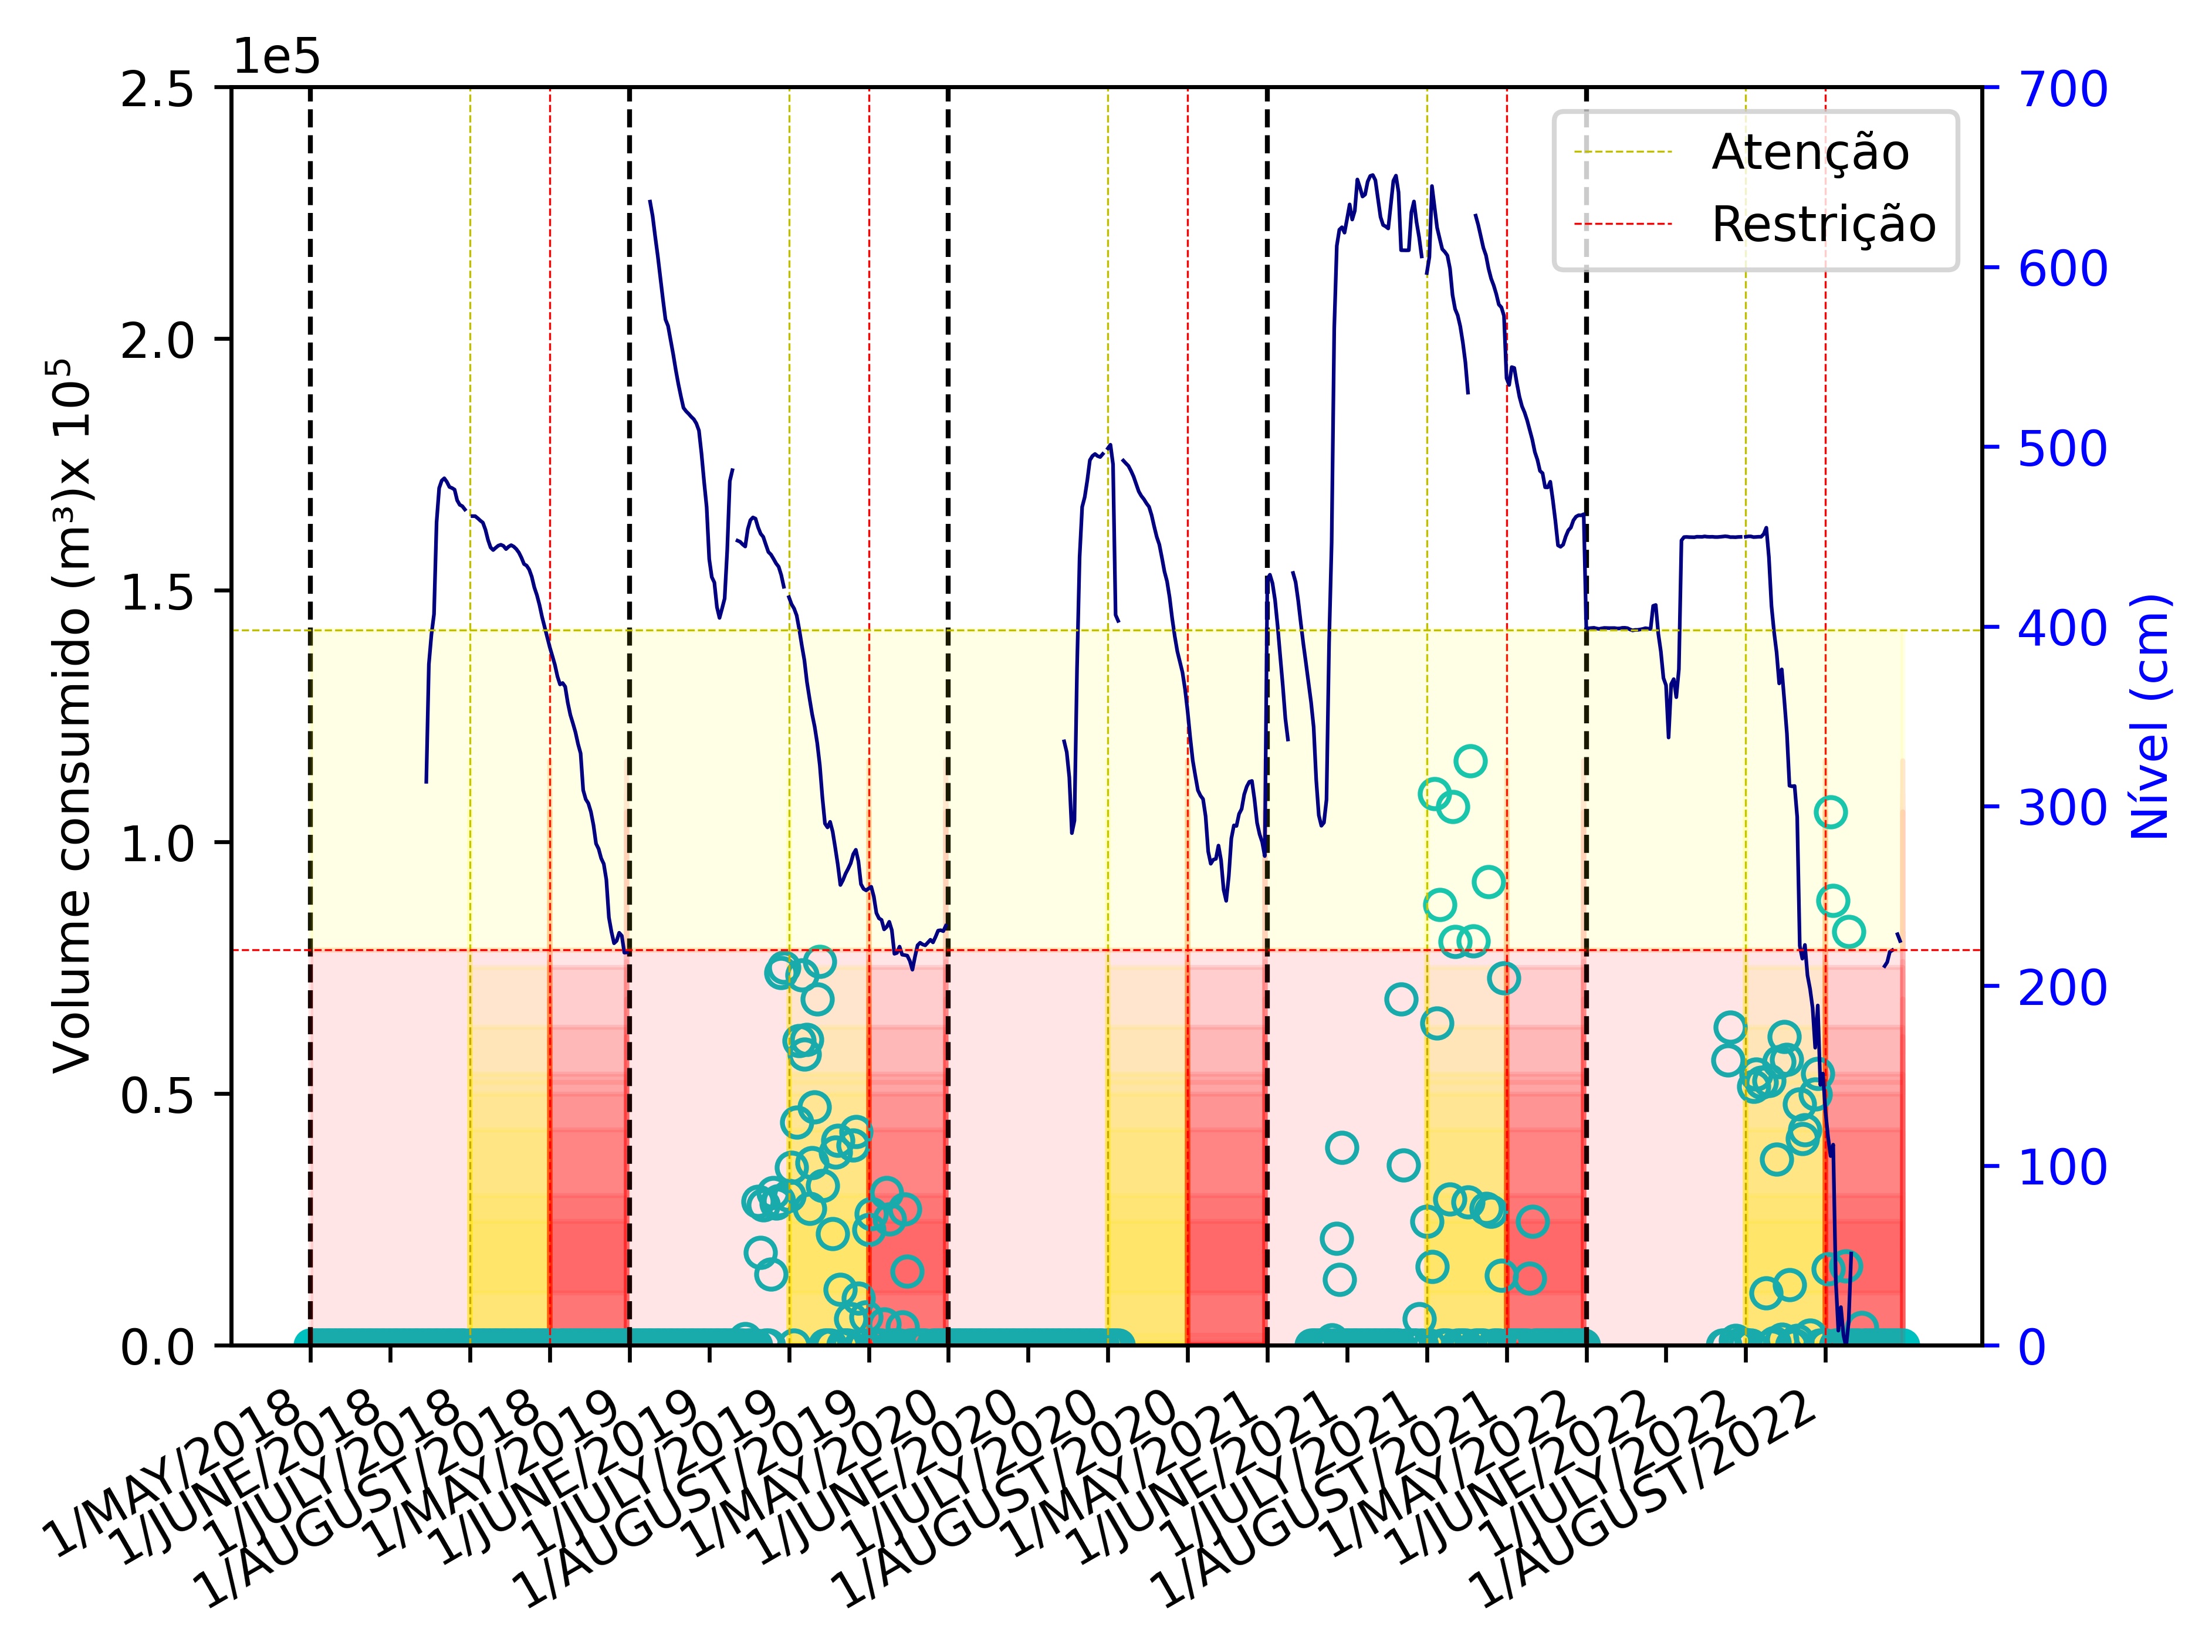 1e5
2.5
2.0
1.5
1.0
0.5
0.0
Volume consumido (m³)x 10⁵
700
600
500
400
300
200
100
0
Nível (cm)
Atenção
Restrição
1/MAY/2018
1/JUNE/2018
1/JULY/2018
1/AUGUST/2018
1/MAY/2019
1/JUNE/2019
1/JULY/2019
1/AUGUST/2019
1/MAY/2020
1/JUNE/2020
1/JULY/2020
1/AUGUST/2020
1/MAY/2021
1/JUNE/2021
1/JULY/2021
1/AUGUST/2021
1/MAY/2022
1/JUNE/2022
1/JULY/2022
1/AUGUST/2022